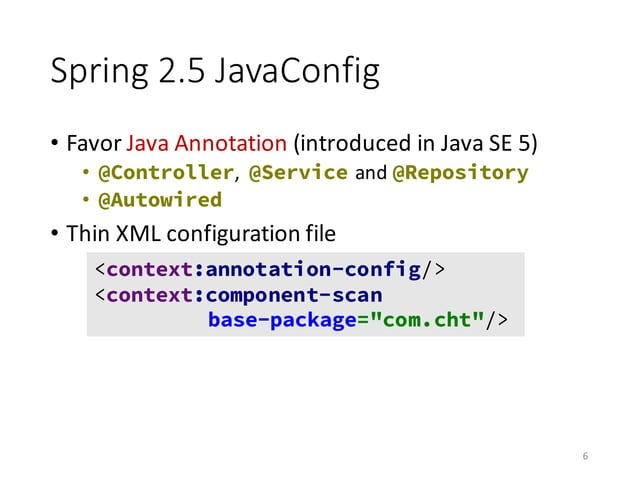 Spring 2.5 JavaConfig
• Favor Java Annotation (introduced in Java SE 5)
• @Controller, @Service and @Repository
• @Autowired
• Thin XML configuration file
<context:annotation-config/>
<context:component-scan
base-package="com.cht"/>
6